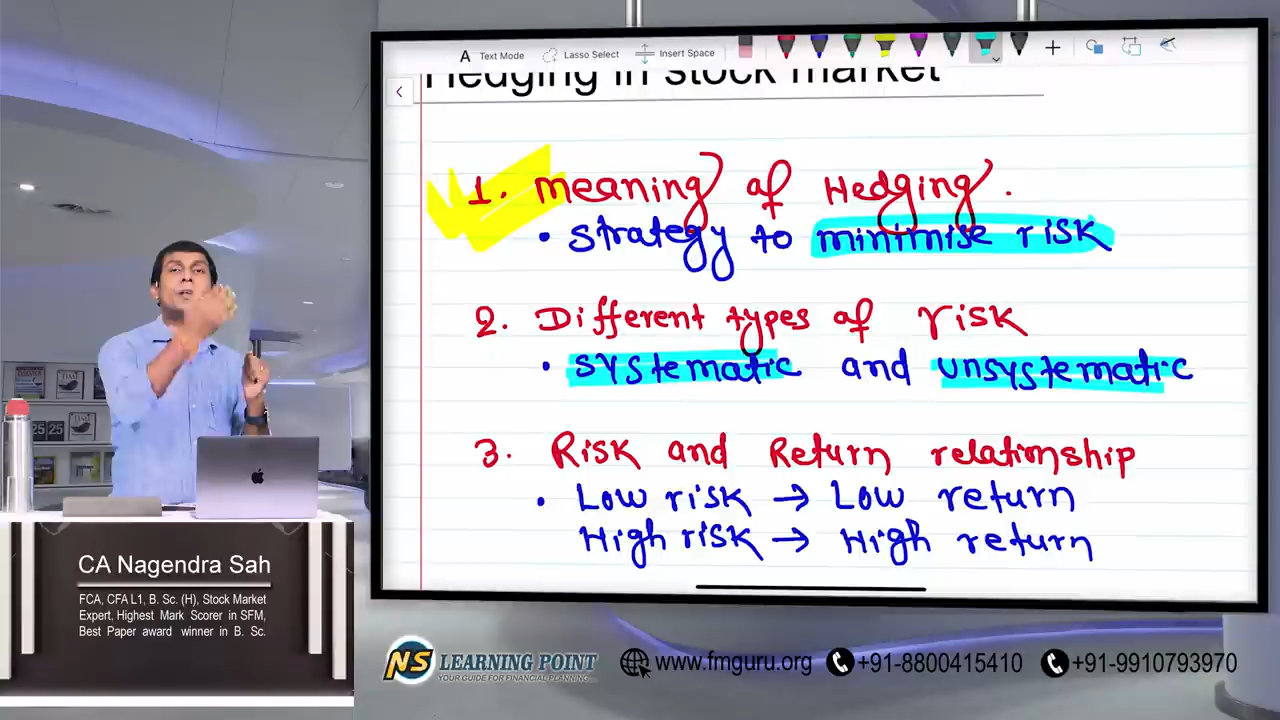 A Text Mode Lasso Select Insert Space
Hedging in stock market
1. Meaning of Hedging.
• Strategy to minimise risk
2. Different types of risk
• systematic and unsystematic
3. Risk and Return relationship
• Low risk → Low return
High risk → High return
25 25
CA Nagendra Sah
FCA, CFA L1, B. Sc. (H), Stock Market
Expert, Highest Mark Scorer in SFM,
Best Paper award winner in B. Sc.
NS LEARNING POINT
YOUR GUIDE FOR FINANCIAL PLANNING....
www.fmguru.org +91-8800415410 +91-9910793970